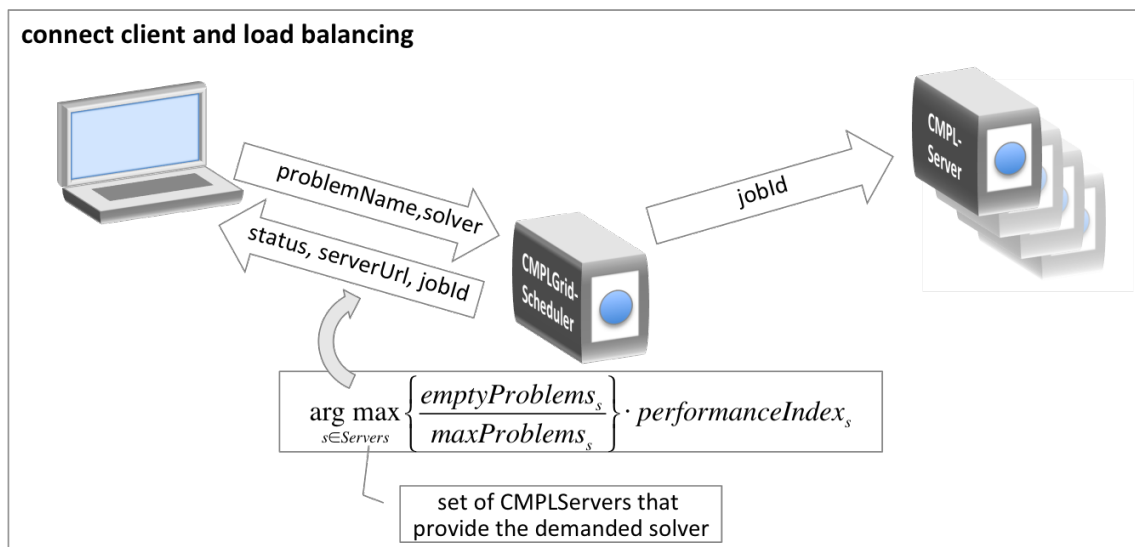 connect client and load balancing
CMPL-
Server
problemName,solver
jobId
status, serverUrl, jobId
CMPLGrid-
Scheduler
arg max { emptyProblems_s / maxProblems_s } · performanceIndex_s
s∈Servers
set of CMPLServers that
provide the demanded solver